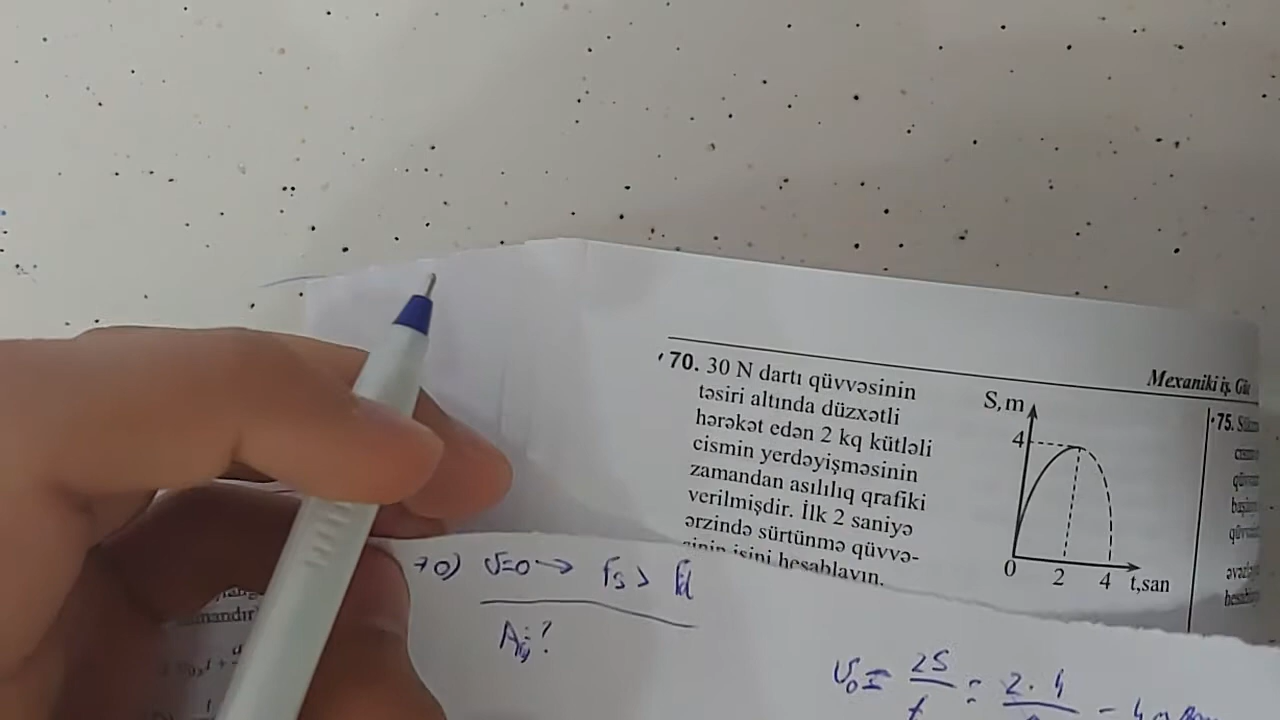 Mexaniki iş. Gü
70. 30 N dartı qüvvəsinin
təsiri altında düzxətli
hərəkət edən 2 kq kütləli
cismin yerdəyişməsinin
zamandan asılılıq qrafiki
verilmişdir. İlk 2 saniyə
ərzində sürtünmə qüvvə-
sinin işini hesablayın.
S, m
4
0
2
4
t,san
75.
70) υ=0 → Fs > Fd
υ₀ = 2S/t = 2·4